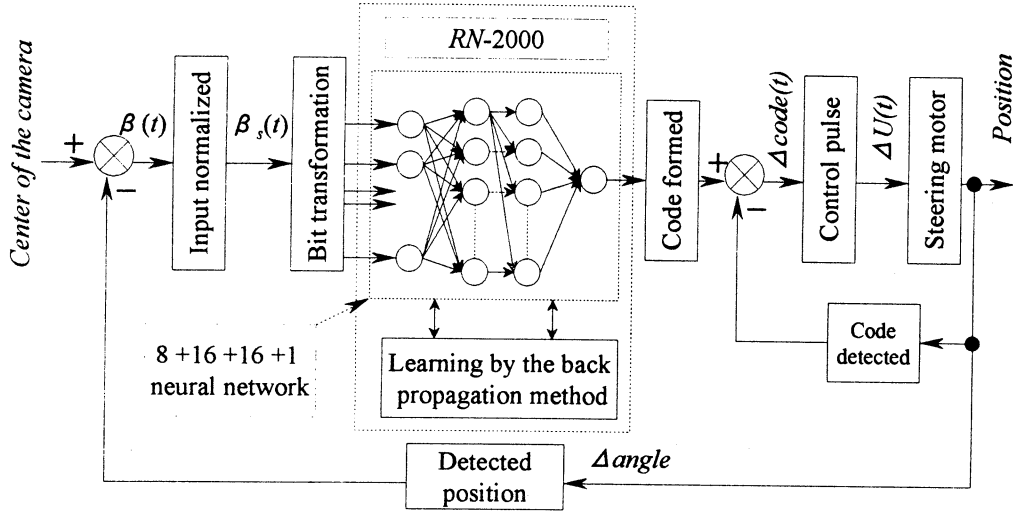 Center of the camera
+
−
β(t)
Input normalized
βs(t)
Bit transformation
RN-2000
8 +16 +16 +1
neural network
Learning by the back
propagation method
Code formed
+
−
Δcode(t)
Control pulse
ΔU(t)
Steering motor
Position
Code
detected
Detected
position
Δangle